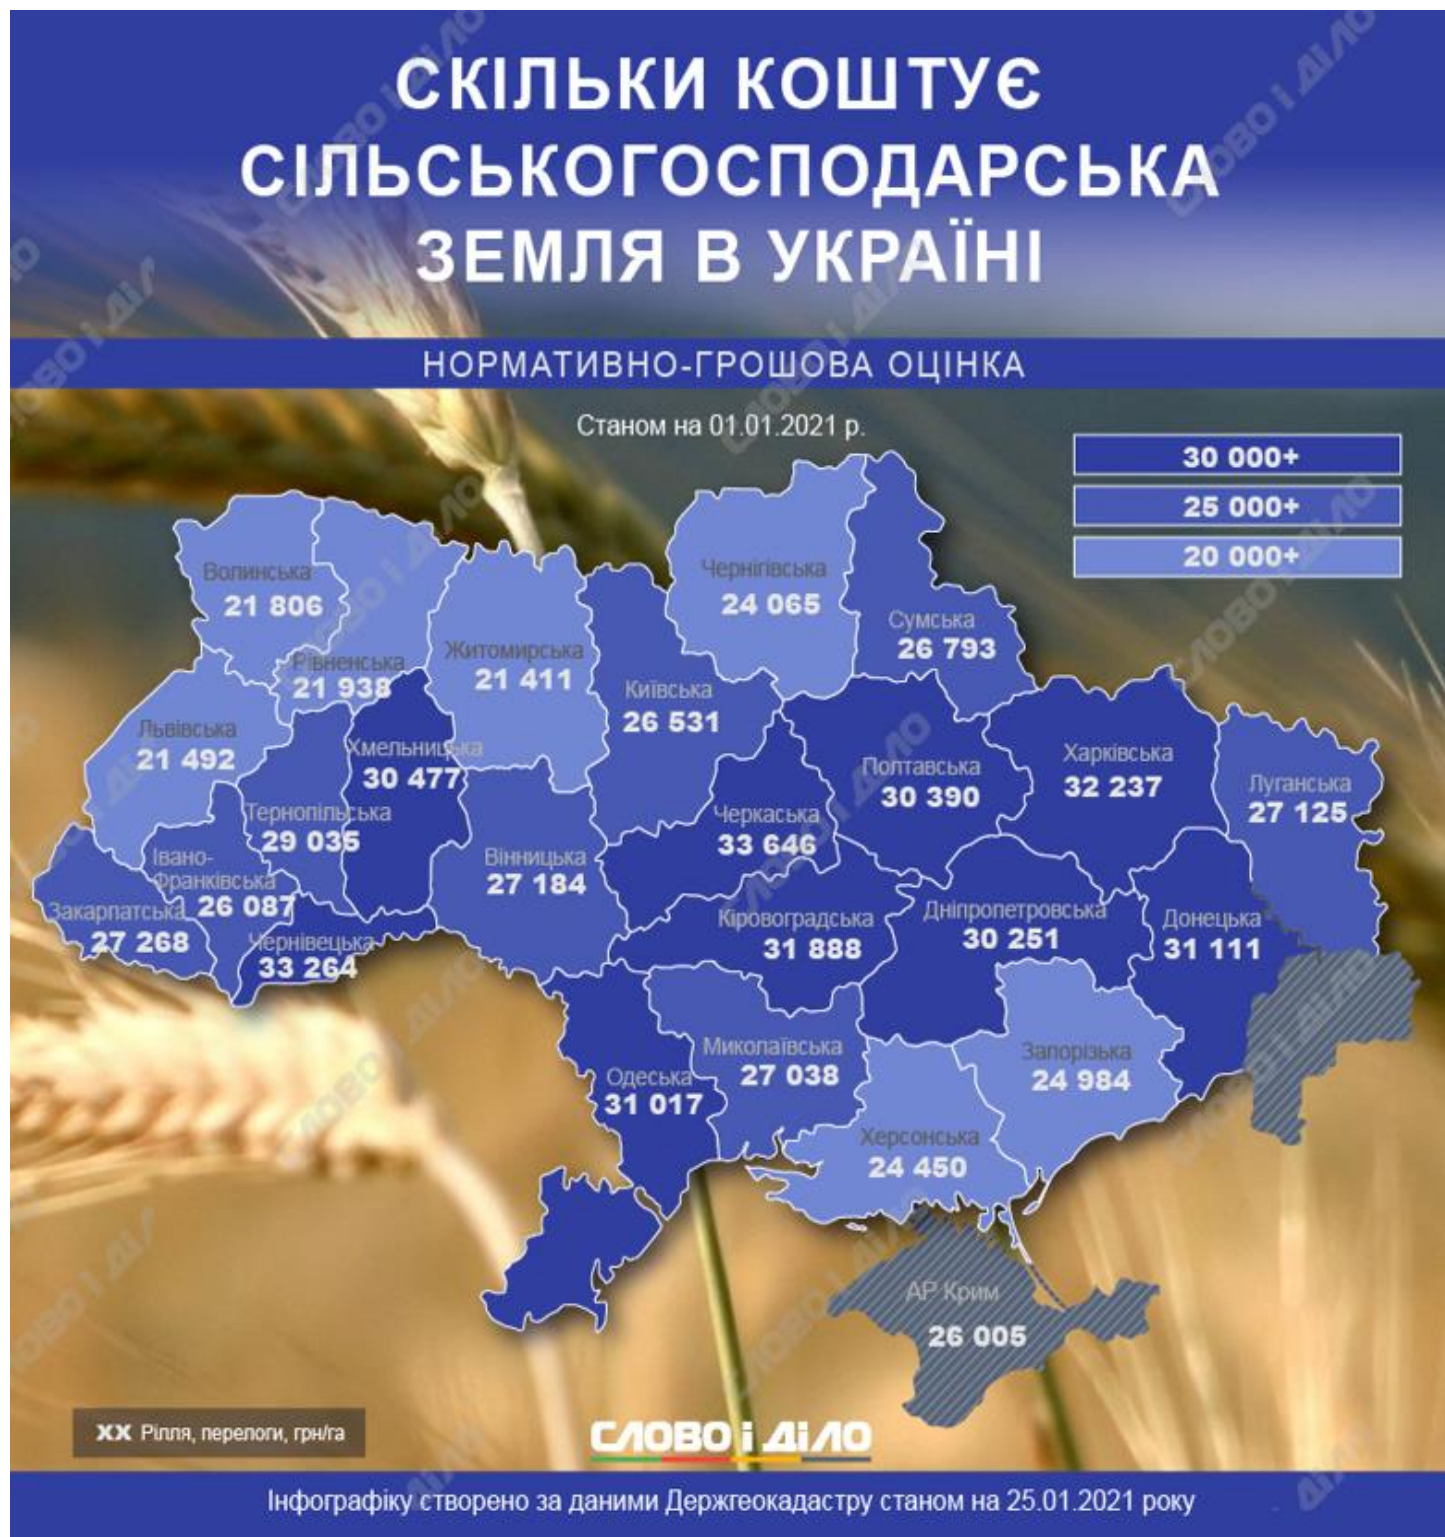 СКІЛЬКИ КОШТУЄ
СІЛЬСЬКОГОСПОДАРСЬКА
ЗЕМЛЯ В УКРАЇНІ
НОРМАТИВНО-ГРОШОВА ОЦІНКА
Станом на 01.01.2021 р.
30 000+
25 000+
20 000+
Волинська
21 806
Рівненська
21 938
Житомирська
21 411
Чернігівська
24 065
Сумська
26 793
Київська
26 531
Львівська
21 492
Хмельницька
30 477
Тернопільська
29 035
Івано-
Франківська
26 087
Закарпатська
27 268
Чернівецька
33 264
Вінницька
27 184
Черкаська
33 646
Полтавська
30 390
Харківська
32 237
Луганська
27 125
Кіровоградська
31 888
Дніпропетровська
30 251
Донецька
31 111
Одеська
31 017
Миколаївська
27 038
Запорізька
24 984
Херсонська
24 450
АР Крим
26 005
ХХ Рілля, перелоги, грн/га
СЛОВО і ДіЛО
Інфографіку створено за даними Держгеокадастру станом на 25.01.2021 року